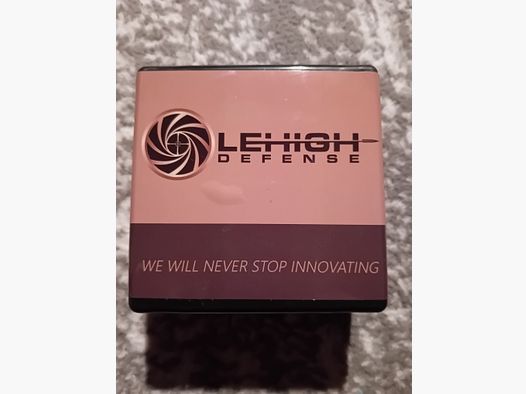 LEHIGH
DEFENSE
WE WILL NEVER STOP INNOVATING